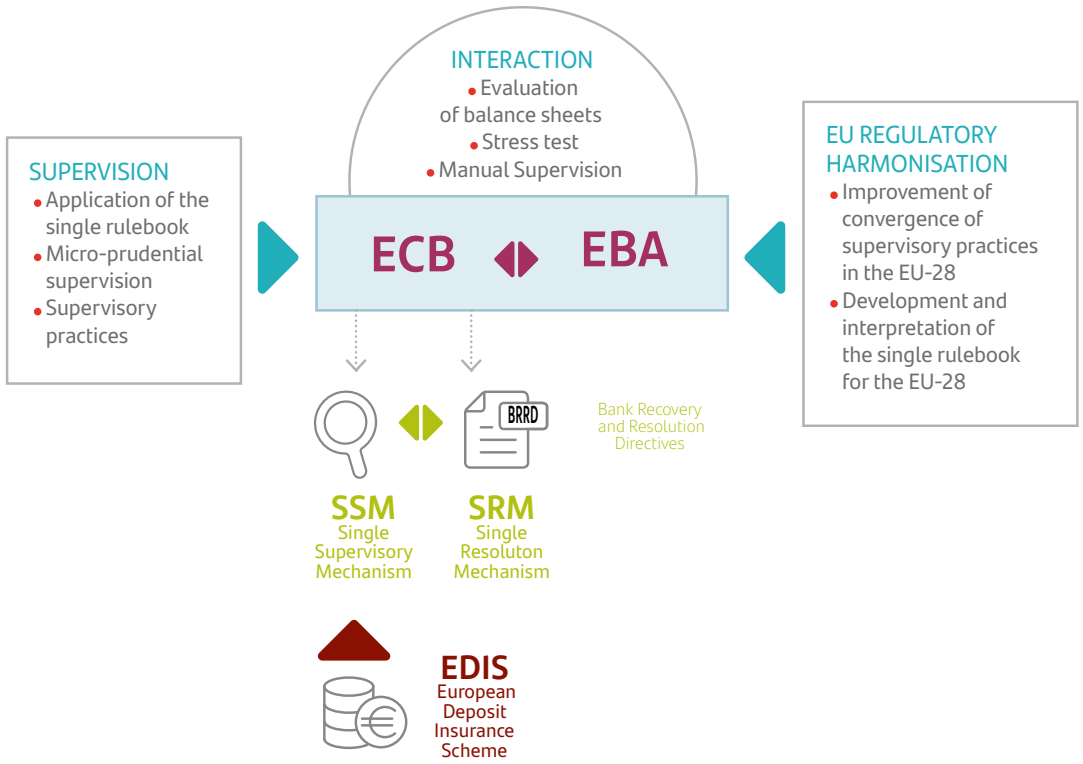 INTERACTION
• Evaluation
of balance sheets
• Stress test
• Manual Supervision
SUPERVISION
• Application of the
single rulebook
• Micro-prudential
supervision
• Supervisory
practices
ECB
EBA
EU REGULATORY
HARMONISATION
• Improvement of
convergence of
supervisory practices
in the EU-28
• Development and
interpretation of
the single rulebook
for the EU-28
BRRD
Bank Recovery
and Resolution
Directives
SSM
Single
Supervisory
Mechanism
SRM
Single
Resoluton
Mechanism
EDIS
European
Deposit
Insurance
Scheme